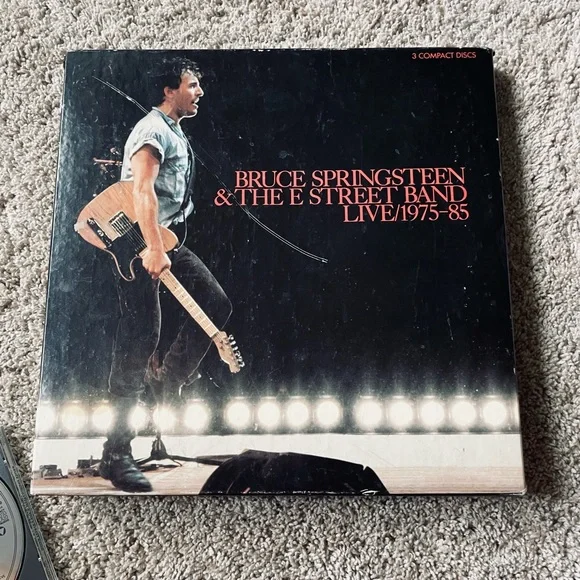 3 COMPACT DISCS
BRUCE SPRINGSTEEN
& THE E STREET BAND
LIVE/1975–85